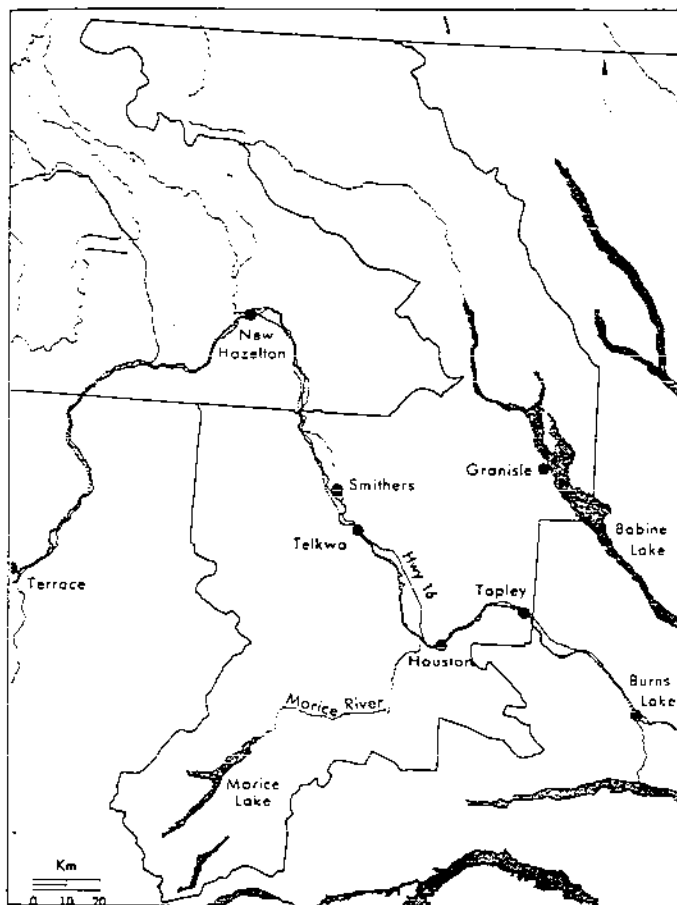 New
Hazelton
Smithers
Granisle
Telkwa
Babine
Lake
Hwy 16
Terrace
Topley
Houston
Burns
Lake
Morice River
Morice
Lake
Km
0 10 20